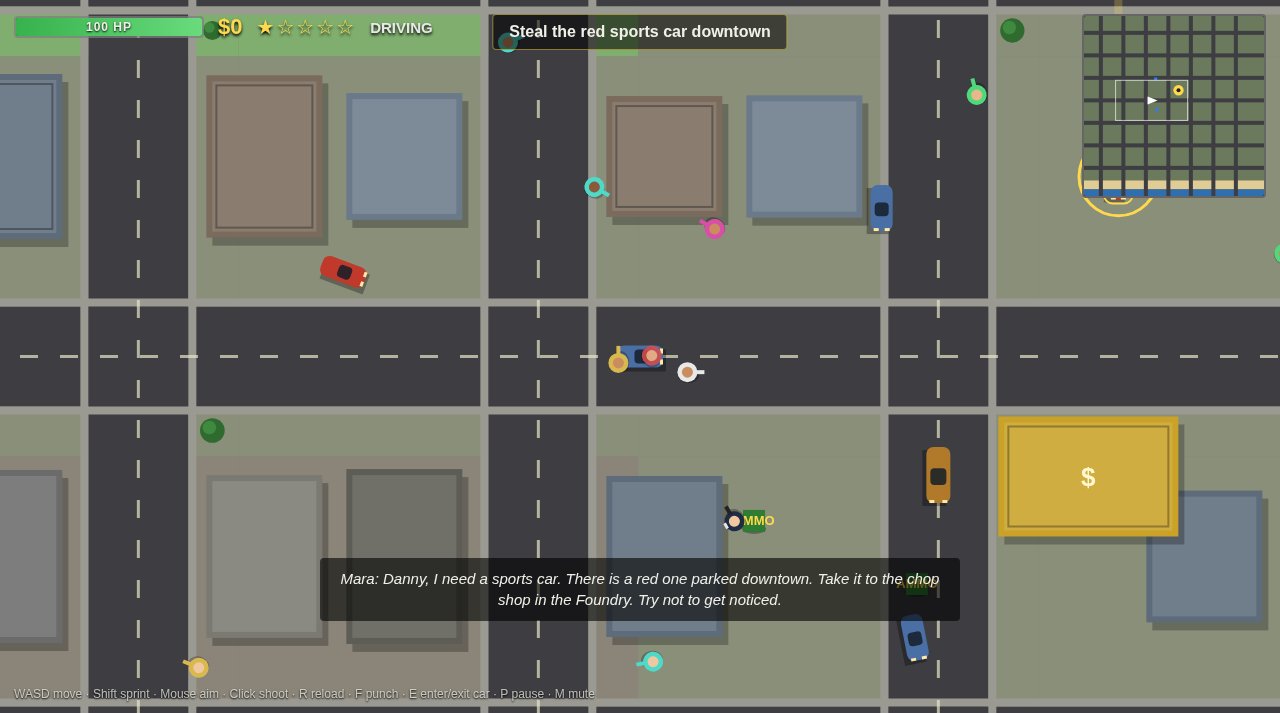 100 HP
$0
DRIVING
Steal the red sports car downtown
$
MMO
AMMO
Mara: Danny, I need a sports car. There is a red one parked downtown. Take it to the chop
shop in the Foundry. Try not to get noticed.
WASD move · Shift sprint · Mouse aim · Click shoot · R reload · F punch · E enter/exit car · P pause · M mute